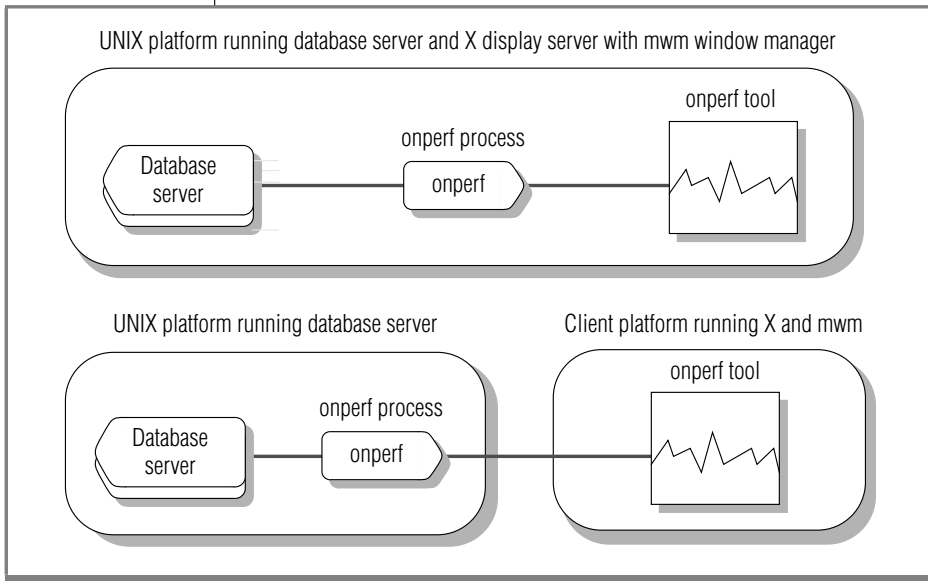 UNIX platform running database server and X display server with mwm window manager
onperf tool
onperf process
Database
server
onperf
UNIX platform running database server
Client platform running X and mwm
onperf tool
onperf process
Database
server
onperf